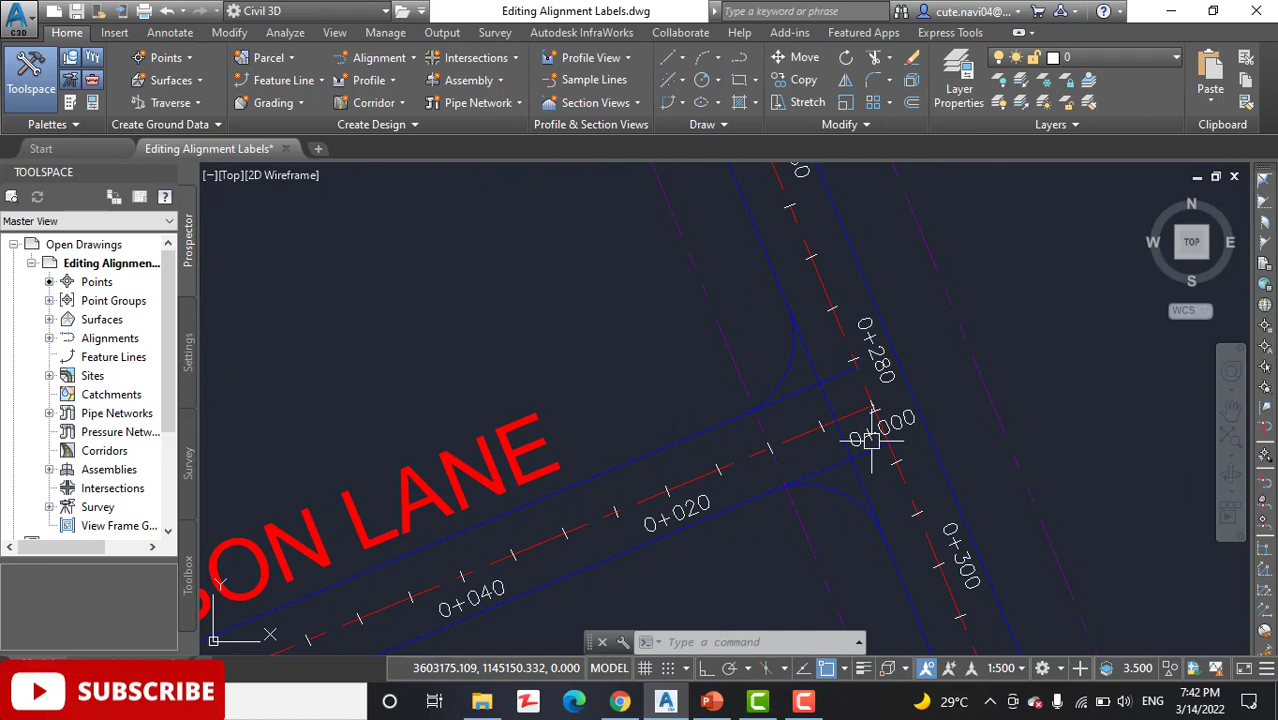 C3D
Civil 3D
Editing Alignment Labels.dwg
Type a keyword or phrase
cute.navi04@...
Home
Insert
Annotate
Modify
Analyze
View
Manage
Output
Survey
Autodesk InfraWorks
Collaborate
Help
Add-ins
Featured Apps
Express Tools
Toolspace
Points
Surfaces
Traverse
Parcel
Feature Line
Grading
Alignment
Profile
Corridor
Intersections
Assembly
Pipe Network
Profile View
Sample Lines
Section Views
Move
Copy
Stretch
Layer
Properties
0
Paste
Palettes
Create Ground Data
Create Design
Profile & Section Views
Draw
Modify
Layers
Clipboard
Start
Editing Alignment Labels*
TOOLSPACE
Master View
Open Drawings
Editing Alignmen...
Points
Point Groups
Surfaces
Alignments
Feature Lines
Sites
Catchments
Pipe Networks
Pressure Netw...
Corridors
Assemblies
Intersections
Survey
View Frame G...
Prospector
Settings
Survey
Toolbox
[−][Top][2D Wireframe]
N
W
TOP
E
S
WCS
0+280
0+000
0+020
0+040
0+300
ON LANE
Y
X
Type a command
3603175.109, 1145150.332, 0.000
MODEL
1:500
3.500
SUBSCRIBE
29°C
ENG
7:42 PM
3/14/2022